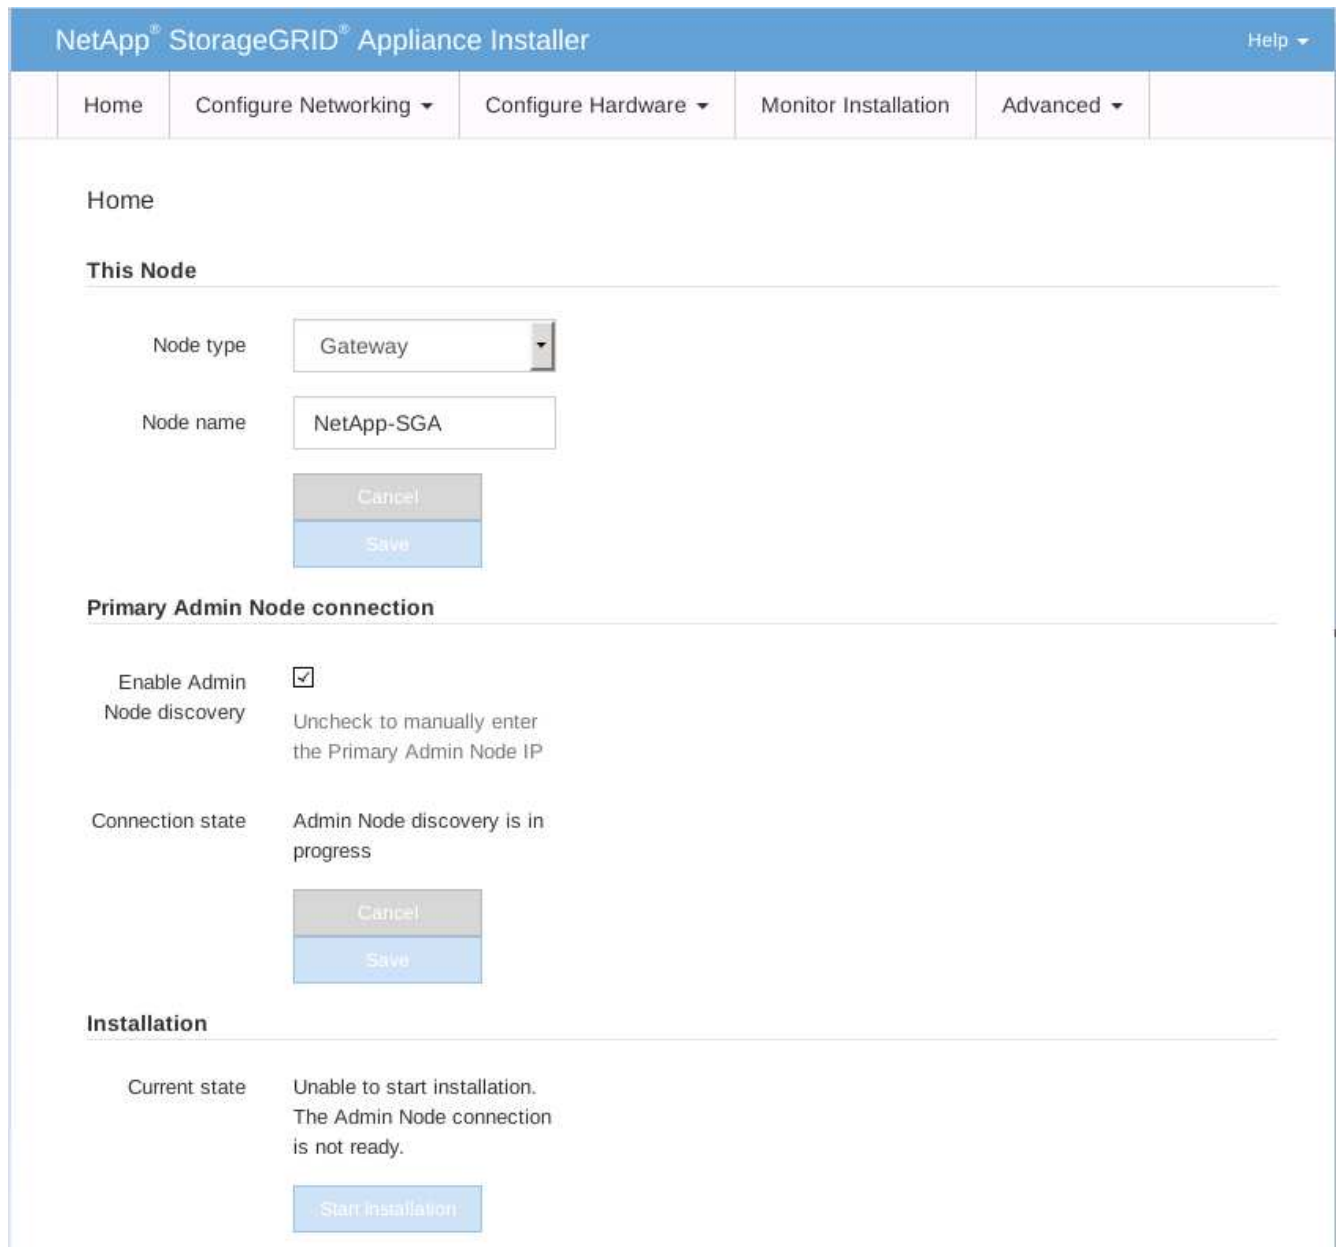 NetApp® StorageGRID® Appliance Installer
Help
Home
Configure Networking
Configure Hardware
Monitor Installation
Advanced
Home
This Node
Node type
Gateway
Node name
NetApp-SGA
Cancel
Save
Primary Admin Node connection
Enable Admin
Node discovery
Uncheck to manually enter
the Primary Admin Node IP
Connection state
Admin Node discovery is in
progress
Cancel
Save
Installation
Current state
Unable to start installation.
The Admin Node connection
is not ready.
Start Installation